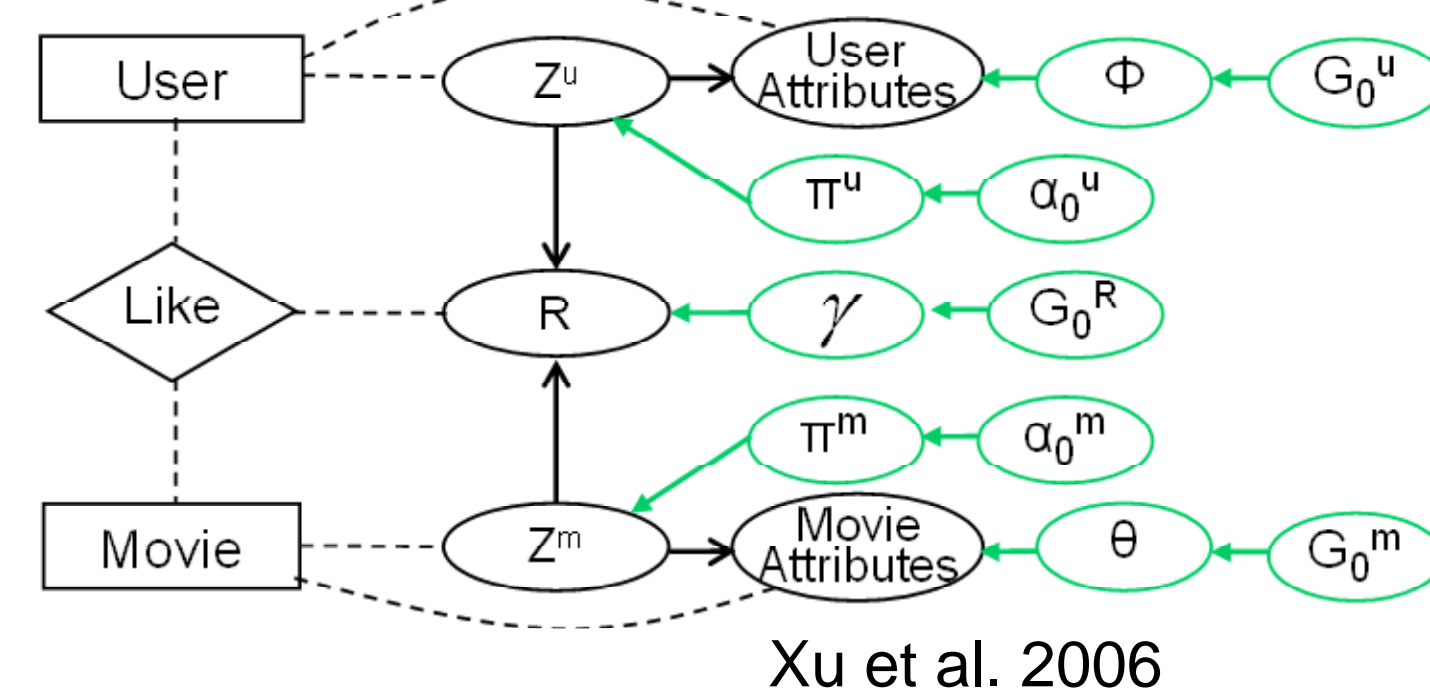 User
Zᵘ
User
Attributes
Φ
G₀ᵘ
πᵘ
α₀ᵘ
Like
R
γ
G₀ᴿ
πᵐ
α₀ᵐ
Movie
Zᵐ
Movie
Attributes
θ
G₀ᵐ
Xu et al. 2006